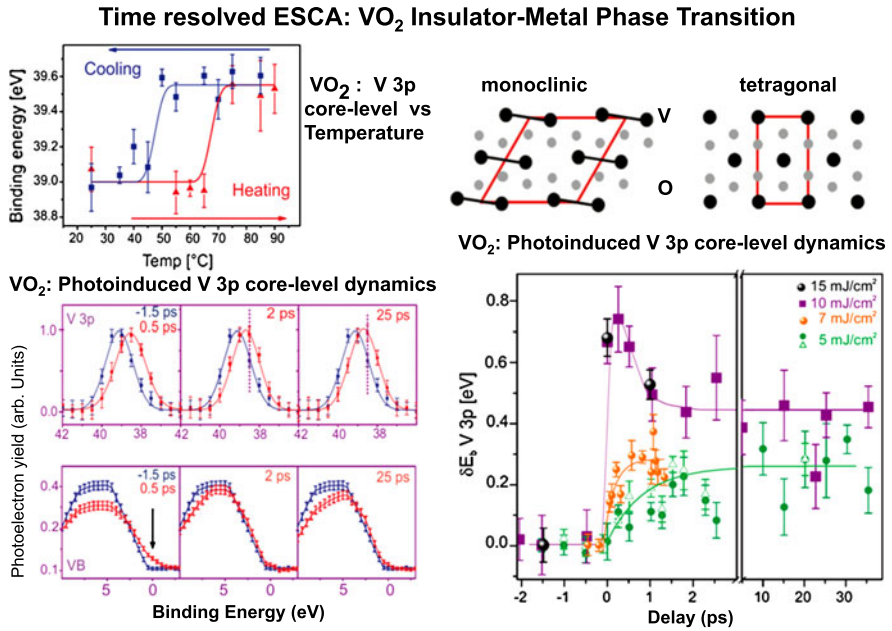 Time resolved ESCA: VO2 Insulator-Metal Phase Transition
Binding energy [eV]
39.6
39.4
39.2
39.0
38.8
Cooling
Heating
20 30 40 50 60 70 80 90
Temp [°C]
VO2 : V 3p
core-level vs
Temperature
monoclinic
tetragonal
V
O
VO2: Photoinduced V 3p core-level dynamics
Photoelectron yield (arb. Units)
V 3p
-1.5 ps
0.5 ps
2 ps
25 ps
1.0
0.0
42 40 38 42 40 38 42 40 38
-1.5 ps
0.5 ps
2 ps
25 ps
0.4
0.2
0.1
VB
5 0 5 0 5 0
Binding Energy (eV)
VO2: Photoinduced V 3p core-level dynamics
15 mJ/cm²
10 mJ/cm²
7 mJ/cm²
5 mJ/cm²
δEb V 3p [eV]
0.8
0.6
0.4
0.2
0.0
-2 -1 0 1 2 10 20 30
Delay (ps)